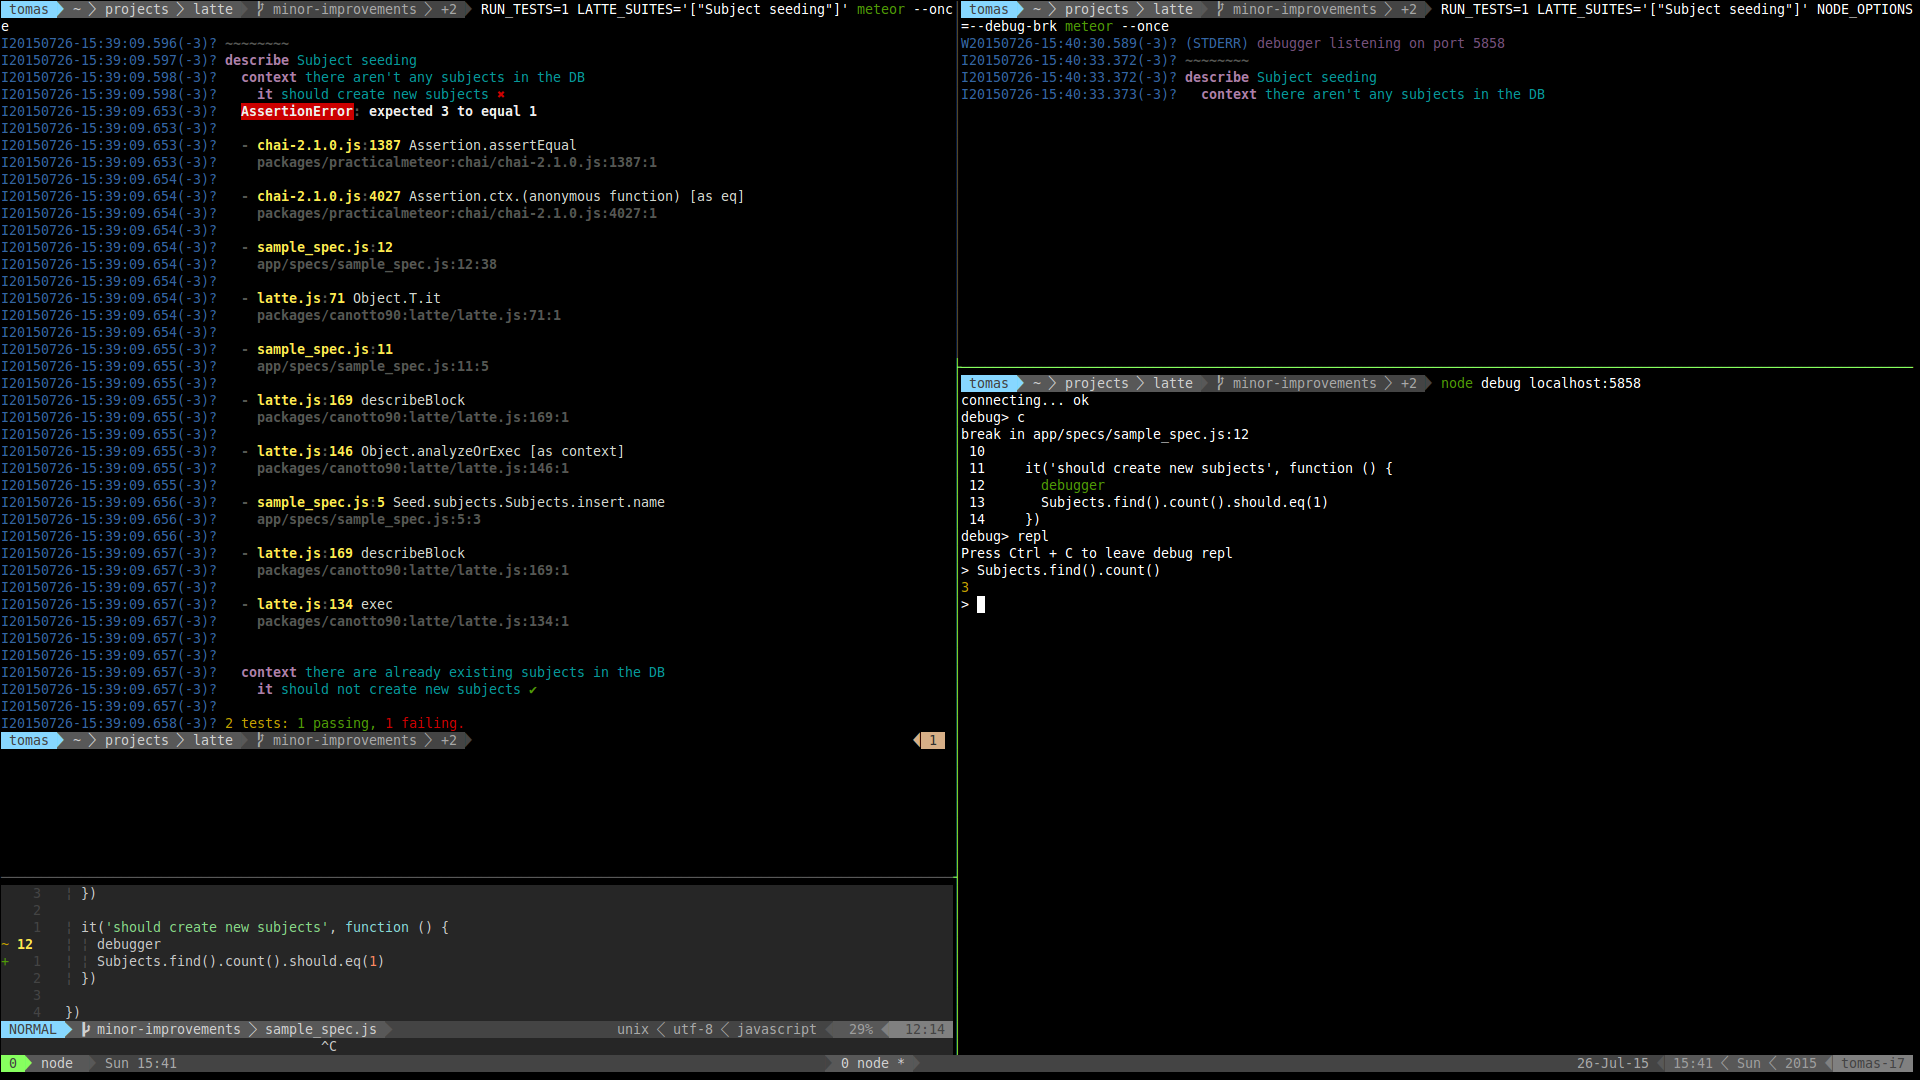 tomas ~ projects latte minor-improvements +2 RUN_TESTS=1 LATTE_SUITES='["Subject seeding"]' meteor --onc
e
I20150726-15:39:09.596(-3)? ~~~~~~~~
I20150726-15:39:09.597(-3)? describe Subject seeding
I20150726-15:39:09.598(-3)?   context there aren't any subjects in the DB
I20150726-15:39:09.598(-3)?     it should create new subjects ✖
I20150726-15:39:09.653(-3)?   AssertionError: expected 3 to equal 1
I20150726-15:39:09.653(-3)?
I20150726-15:39:09.653(-3)?   - chai-2.1.0.js:1387 Assertion.assertEqual
I20150726-15:39:09.653(-3)?     packages/practicalmeteor:chai/chai-2.1.0.js:1387:1
I20150726-15:39:09.654(-3)?
I20150726-15:39:09.654(-3)?   - chai-2.1.0.js:4027 Assertion.ctx.(anonymous function) [as eq]
I20150726-15:39:09.654(-3)?     packages/practicalmeteor:chai/chai-2.1.0.js:4027:1
I20150726-15:39:09.654(-3)?
I20150726-15:39:09.654(-3)?   - sample_spec.js:12
I20150726-15:39:09.654(-3)?     app/specs/sample_spec.js:12:38
I20150726-15:39:09.654(-3)?
I20150726-15:39:09.654(-3)?   - latte.js:71 Object.T.it
I20150726-15:39:09.654(-3)?     packages/canotto90:latte/latte.js:71:1
I20150726-15:39:09.654(-3)?
I20150726-15:39:09.655(-3)?   - sample_spec.js:11
I20150726-15:39:09.655(-3)?     app/specs/sample_spec.js:11:5
I20150726-15:39:09.655(-3)?
I20150726-15:39:09.655(-3)?   - latte.js:169 describeBlock
I20150726-15:39:09.655(-3)?     packages/canotto90:latte/latte.js:169:1
I20150726-15:39:09.655(-3)?
I20150726-15:39:09.655(-3)?   - latte.js:146 Object.analyzeOrExec [as context]
I20150726-15:39:09.655(-3)?     packages/canotto90:latte/latte.js:146:1
I20150726-15:39:09.655(-3)?
I20150726-15:39:09.656(-3)?   - sample_spec.js:5 Seed.subjects.Subjects.insert.name
I20150726-15:39:09.656(-3)?     app/specs/sample_spec.js:5:3
I20150726-15:39:09.656(-3)?
I20150726-15:39:09.657(-3)?   - latte.js:169 describeBlock
I20150726-15:39:09.657(-3)?     packages/canotto90:latte/latte.js:169:1
I20150726-15:39:09.657(-3)?
I20150726-15:39:09.657(-3)?   - latte.js:134 exec
I20150726-15:39:09.657(-3)?     packages/canotto90:latte/latte.js:134:1
I20150726-15:39:09.657(-3)?
I20150726-15:39:09.657(-3)?
I20150726-15:39:09.657(-3)?   context there are already existing subjects in the DB
I20150726-15:39:09.657(-3)?     it should not create new subjects ✔
I20150726-15:39:09.657(-3)?
I20150726-15:39:09.658(-3)? 2 tests: 1 passing, 1 failing.
tomas ~ projects latte minor-improvements +2 1
3 })
2
1 it('should create new subjects', function () {
~ 12 debugger
+ 1 Subjects.find().count().should.eq(1)
2 })
3
4 })
NORMAL minor-improvements sample_spec.js unix utf-8 javascript 29% 12:14
^C
tomas ~ projects latte minor-improvements +2 RUN_TESTS=1 LATTE_SUITES='["Subject seeding"]' NODE_OPTIONS
=--debug-brk meteor --once
W20150726-15:40:30.589(-3)? (STDERR) debugger listening on port 5858
I20150726-15:40:33.372(-3)? ~~~~~~~~
I20150726-15:40:33.372(-3)? describe Subject seeding
I20150726-15:40:33.373(-3)?   context there aren't any subjects in the DB
tomas ~ projects latte minor-improvements +2 node debug localhost:5858
connecting... ok
debug> c
break in app/specs/sample_spec.js:12
10
11     it('should create new subjects', function () {
12       debugger
13       Subjects.find().count().should.eq(1)
14     })
debug> repl
Press Ctrl + C to leave debug repl
> Subjects.find().count()
3
>
0 node Sun 15:41 0 node * 26-Jul-15 15:41 Sun 2015 tomas-i7